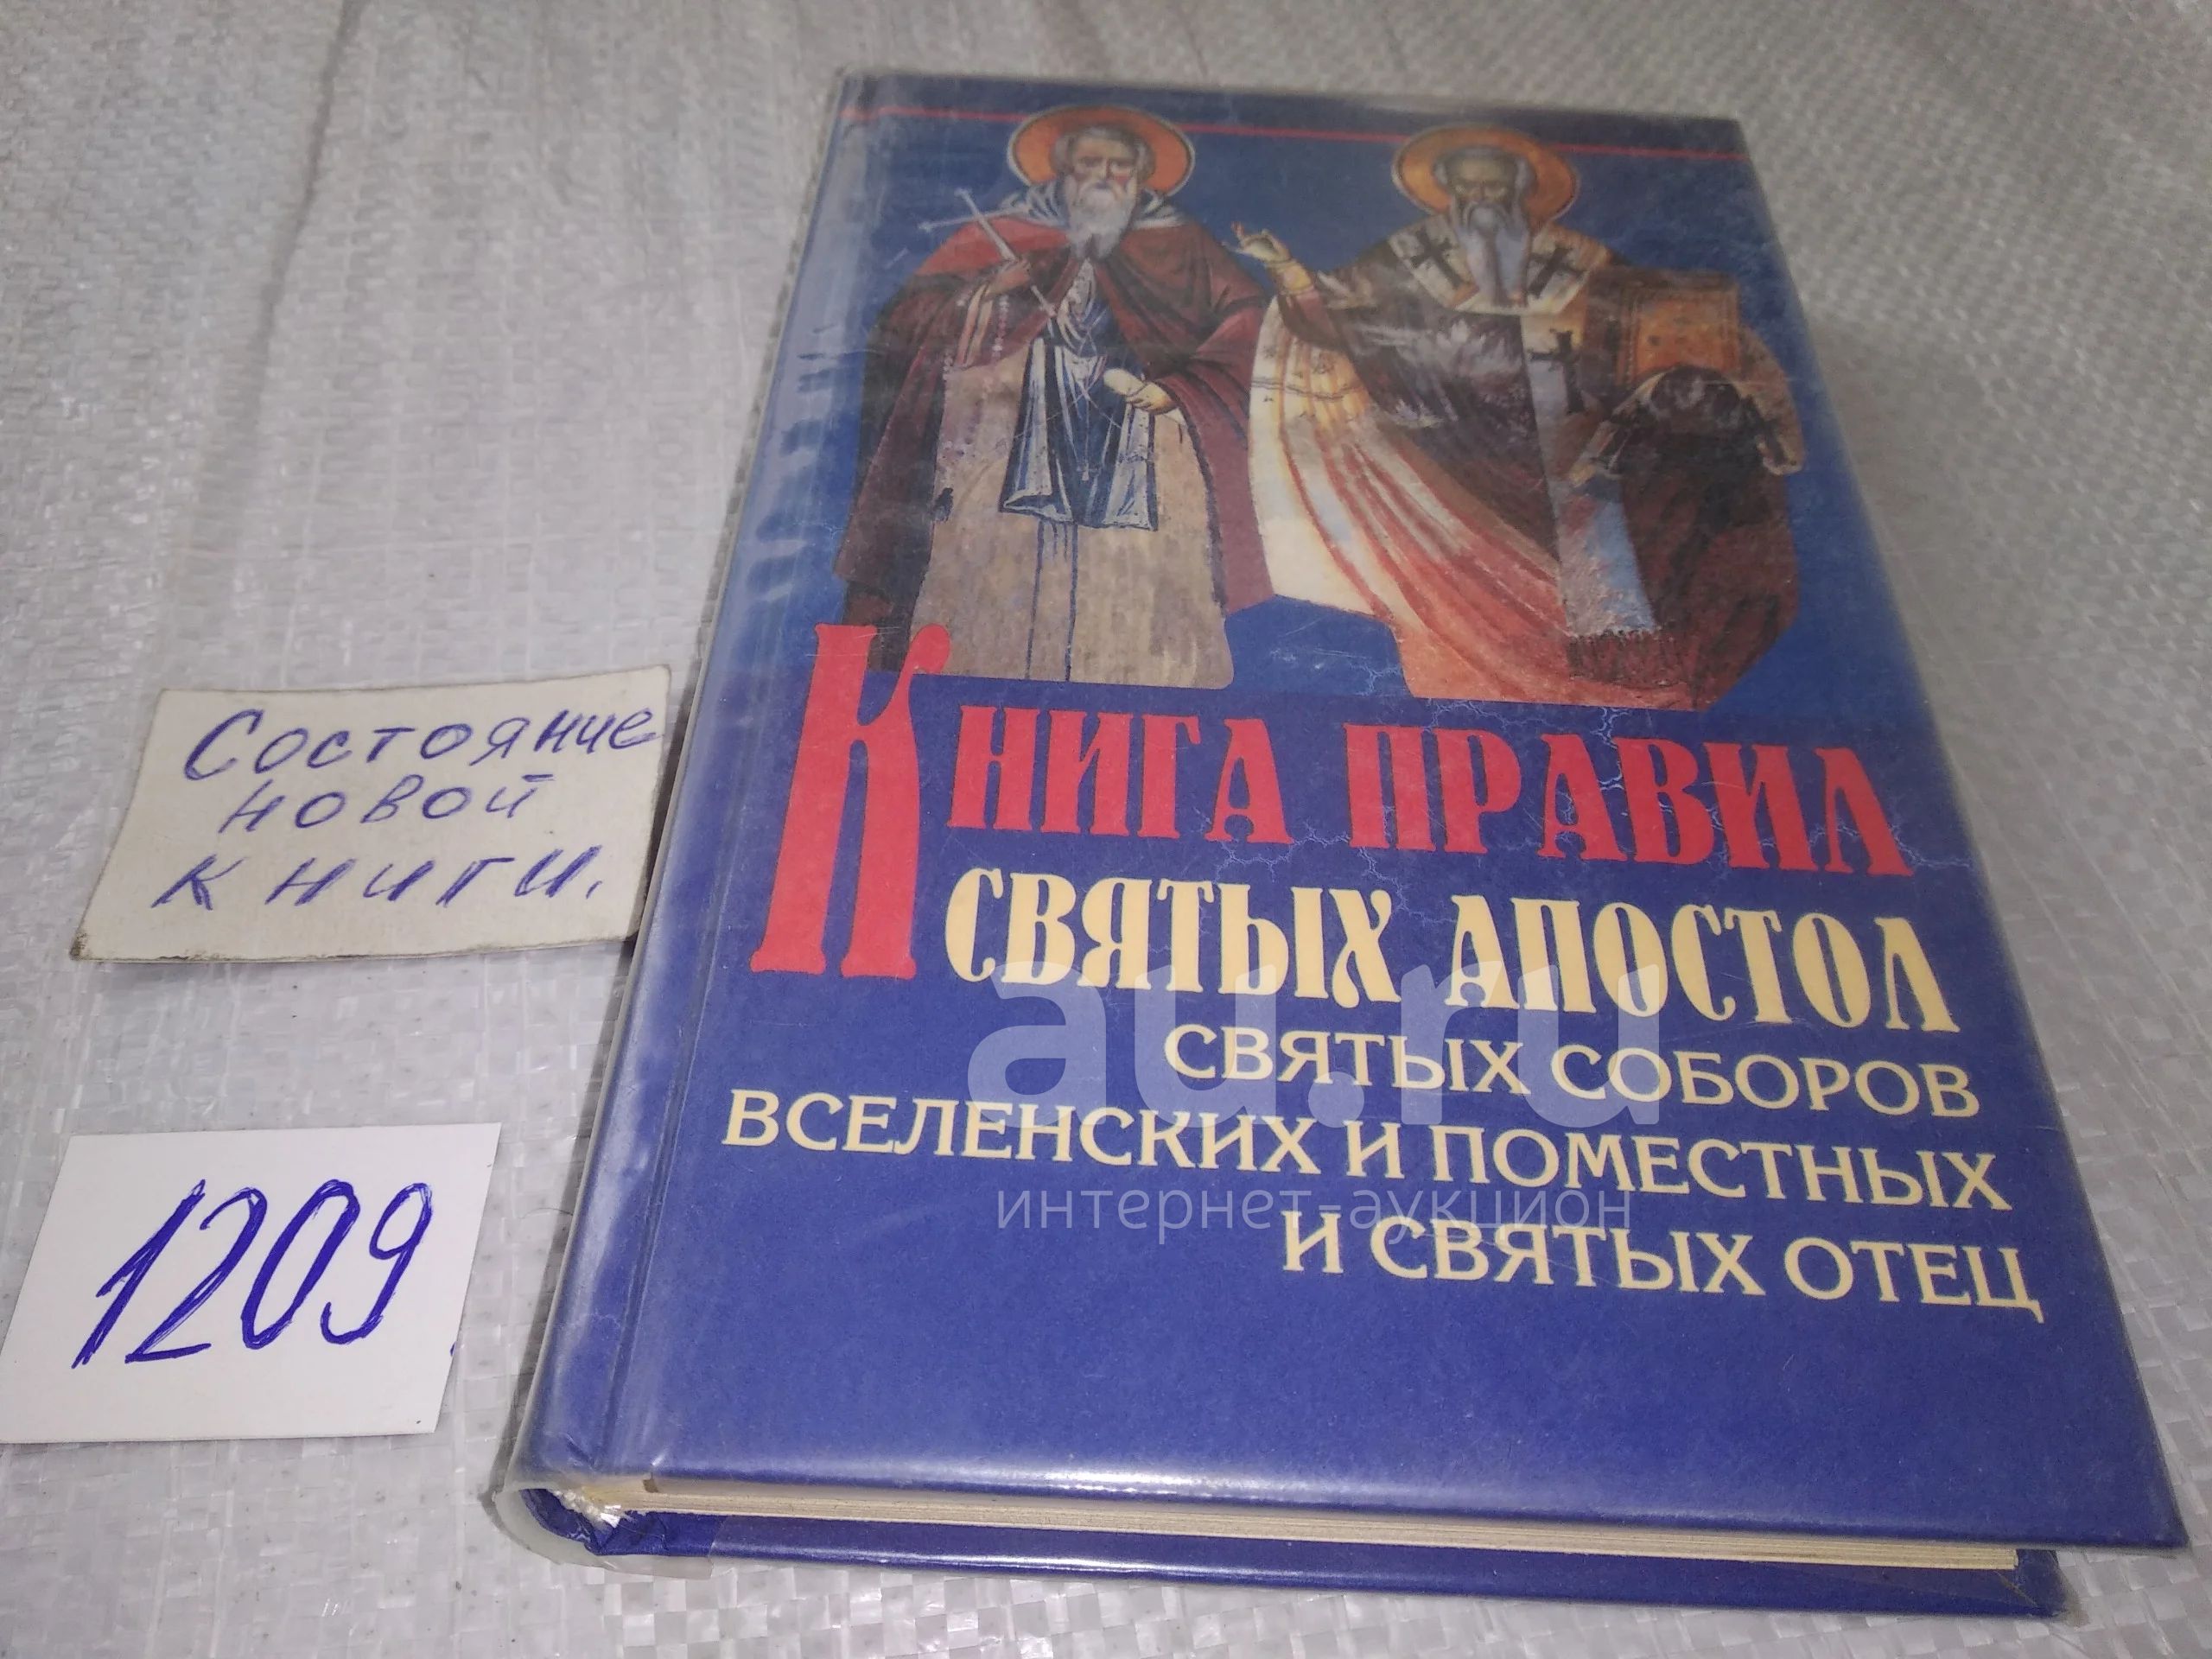 Состояние
новой
книги.
1209
Книга правил
святых апостол
святых соборов
вселенских и поместных
и святых отец
au.ru
интернет-аукцион